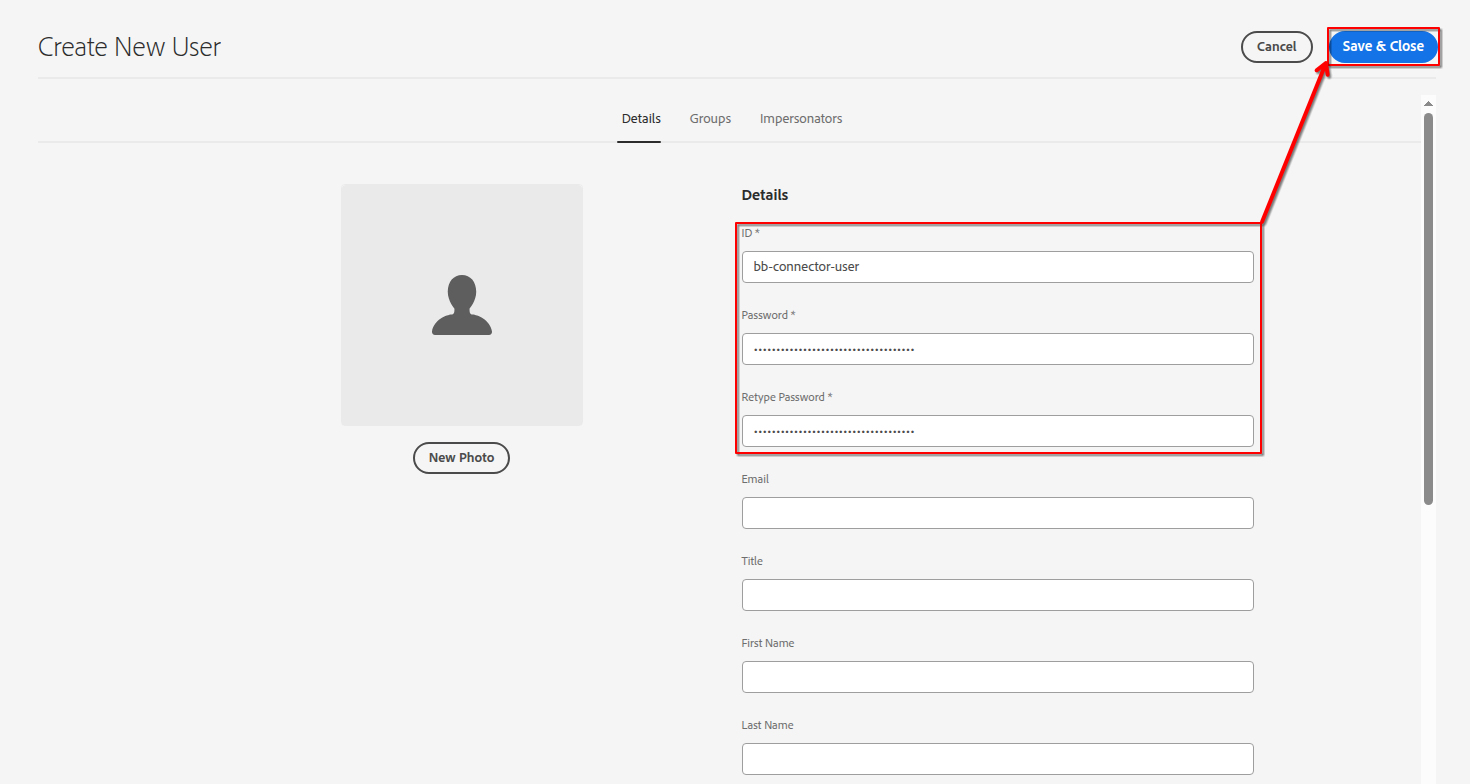 Create New User
Cancel
Save & Close
Details
Groups
Impersonators
Details
ID *
bb-connector-user
Password *
••••••••••••••••••••••••••••••••••••
Retype Password *
••••••••••••••••••••••••••••••••••••
New Photo
Email
Title
First Name
Last Name